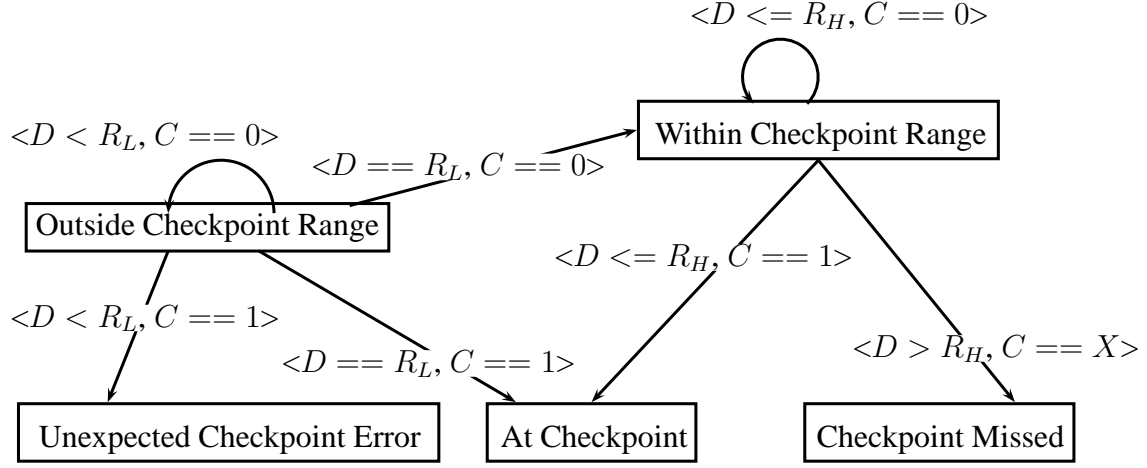 <D <= R_H, C == 0>
Within Checkpoint Range
<D < R_L, C == 0>
<D == R_L, C == 0>
Outside Checkpoint Range
<D <= R_H, C == 1>
<D < R_L, C == 1>
<D == R_L, C == 1>
<D > R_H, C == X>
Unexpected Checkpoint Error
At Checkpoint
Checkpoint Missed